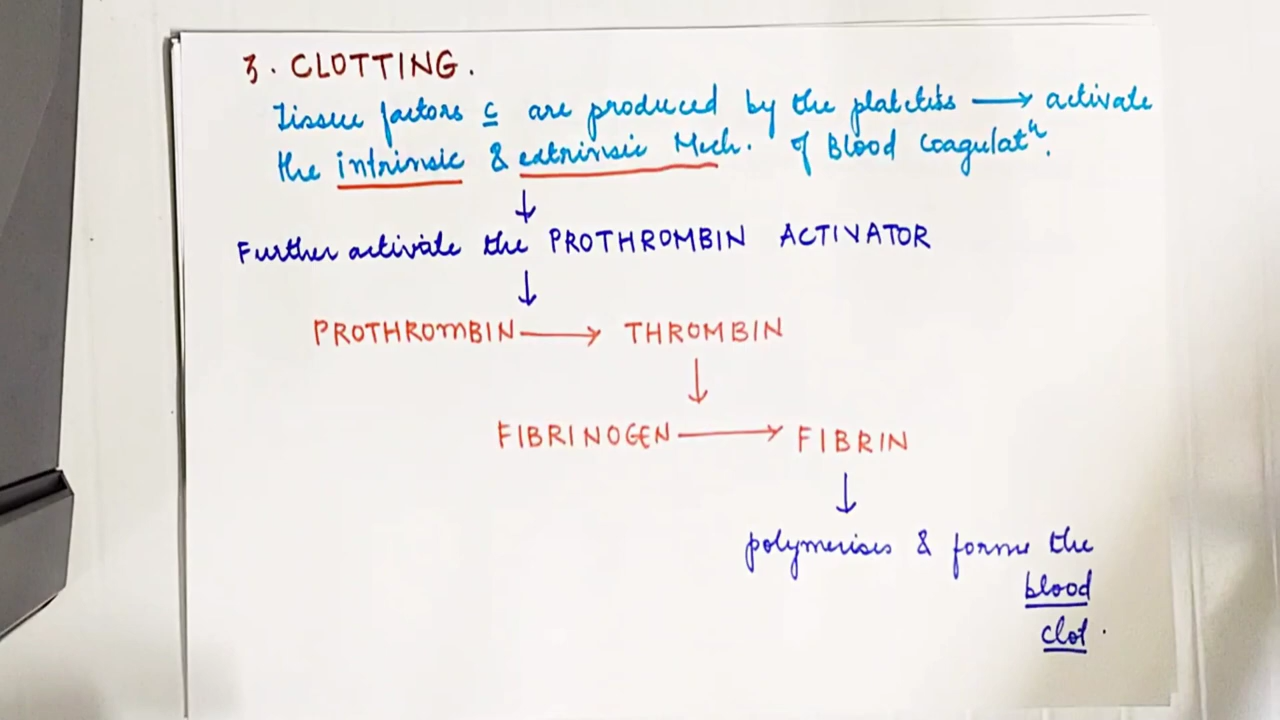 3. CLOTTING.
Tissue factors c̲ are produced by the platelets ⟶ activate
the intrinsic & extrinsic Mech. of Blood Coagulatⁿ.
↓
Further activate the PROTHROMBIN ACTIVATOR
↓
PROTHROMBIN ⟶ THROMBIN
↓
FIBRINOGEN ⟶ FIBRIN
↓
polymerises & forms the
blood
clot.